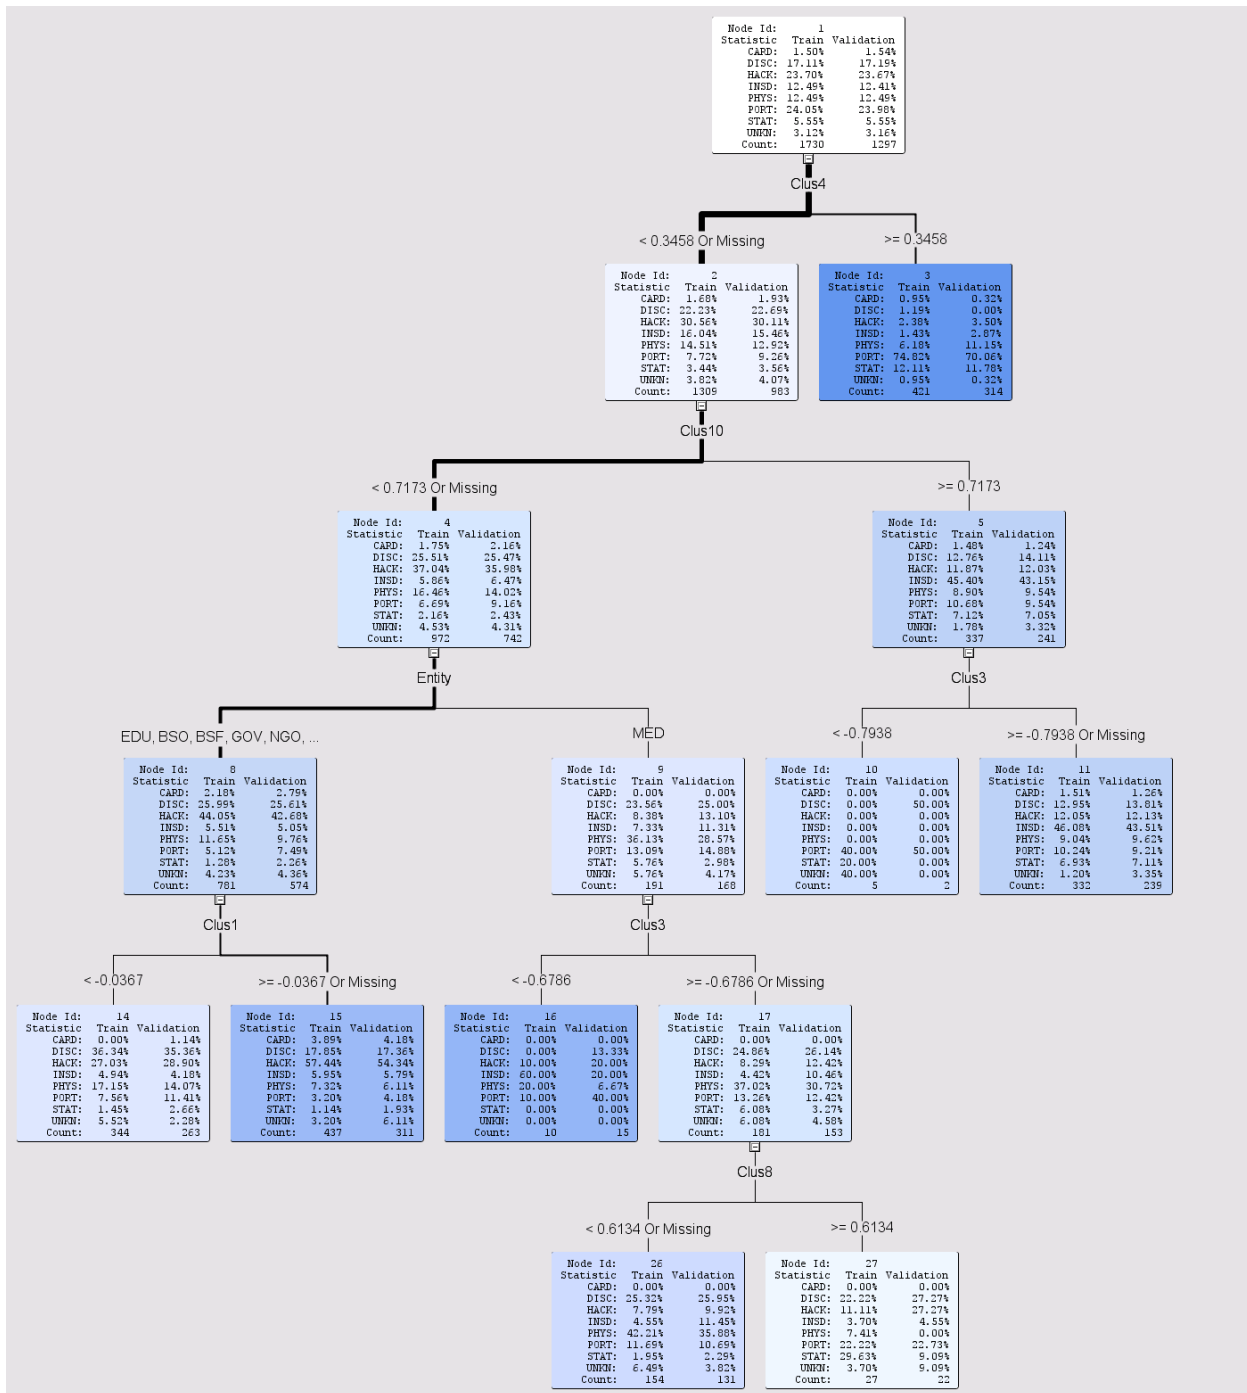 Node Id: 1
Statistic Train Validation
CARD: 1.50% 1.54%
DISC: 17.11% 17.19%
HACK: 23.70% 23.67%
INSD: 12.49% 12.41%
PHYS: 12.49% 12.49%
PORT: 24.05% 23.98%
STAT: 5.55% 5.55%
UNKN: 3.12% 3.16%
Count: 1730 1297
Clus4
< 0.3458 Or Missing
>= 0.3458
Node Id: 2
Statistic Train Validation
CARD: 1.68% 1.93%
DISC: 22.23% 22.69%
HACK: 30.56% 30.11%
INSD: 16.04% 15.46%
PHYS: 14.51% 12.92%
PORT: 7.72% 9.26%
STAT: 3.44% 3.56%
UNKN: 3.82% 4.07%
Count: 1309 983
Node Id: 3
Statistic Train Validation
CARD: 0.95% 0.32%
DISC: 1.19% 0.00%
HACK: 2.38% 3.50%
INSD: 1.43% 2.87%
PHYS: 6.18% 11.15%
PORT: 74.82% 70.06%
STAT: 12.11% 11.78%
UNKN: 0.95% 0.32%
Count: 421 314
Clus10
< 0.7173 Or Missing
>= 0.7173
Node Id: 4
Statistic Train Validation
CARD: 1.75% 2.16%
DISC: 25.51% 25.47%
HACK: 37.04% 35.98%
INSD: 5.86% 6.47%
PHYS: 16.46% 14.02%
PORT: 6.69% 9.16%
STAT: 2.16% 2.43%
UNKN: 4.53% 4.31%
Count: 972 742
Node Id: 5
Statistic Train Validation
CARD: 1.48% 1.24%
DISC: 12.76% 14.11%
HACK: 11.87% 12.03%
INSD: 45.40% 43.15%
PHYS: 8.90% 9.54%
PORT: 10.68% 9.54%
STAT: 7.12% 7.05%
UNKN: 1.78% 3.32%
Count: 337 241
Entity
Clus3
EDU, BSO, BSF, GOV, NGO, ...
MED
< -0.7938
>= -0.7938 Or Missing
Node Id: 8
Statistic Train Validation
CARD: 2.18% 2.79%
DISC: 25.99% 25.61%
HACK: 44.05% 42.68%
INSD: 5.51% 5.05%
PHYS: 11.65% 9.76%
PORT: 5.12% 7.49%
STAT: 1.28% 2.26%
UNKN: 4.23% 4.36%
Count: 781 574
Node Id: 9
Statistic Train Validation
CARD: 0.00% 0.00%
DISC: 23.56% 25.00%
HACK: 8.38% 13.10%
INSD: 7.33% 11.31%
PHYS: 36.13% 28.57%
PORT: 13.09% 14.88%
STAT: 5.76% 2.98%
UNKN: 5.76% 4.17%
Count: 191 168
Node Id: 10
Statistic Train Validation
CARD: 0.00% 0.00%
DISC: 0.00% 50.00%
HACK: 0.00% 0.00%
INSD: 0.00% 0.00%
PHYS: 0.00% 0.00%
PORT: 40.00% 50.00%
STAT: 20.00% 0.00%
UNKN: 40.00% 0.00%
Count: 5 2
Node Id: 11
Statistic Train Validation
CARD: 1.51% 1.26%
DISC: 12.95% 13.81%
HACK: 12.05% 12.13%
INSD: 46.08% 43.51%
PHYS: 9.04% 9.62%
PORT: 10.24% 9.21%
STAT: 6.93% 7.11%
UNKN: 1.20% 3.35%
Count: 332 239
Clus1
Clus3
< -0.0367
>= -0.0367 Or Missing
< -0.6786
>= -0.6786 Or Missing
Node Id: 14
Statistic Train Validation
CARD: 0.00% 1.14%
DISC: 36.34% 35.36%
HACK: 27.03% 28.90%
INSD: 4.94% 4.18%
PHYS: 17.15% 14.07%
PORT: 7.56% 11.41%
STAT: 1.45% 2.66%
UNKN: 5.52% 2.28%
Count: 344 263
Node Id: 15
Statistic Train Validation
CARD: 3.89% 4.18%
DISC: 17.85% 17.36%
HACK: 57.44% 54.34%
INSD: 5.95% 5.79%
PHYS: 7.32% 6.11%
PORT: 3.20% 4.18%
STAT: 1.14% 1.93%
UNKN: 3.20% 6.11%
Count: 437 311
Node Id: 16
Statistic Train Validation
CARD: 0.00% 0.00%
DISC: 0.00% 13.33%
HACK: 10.00% 20.00%
INSD: 60.00% 20.00%
PHYS: 20.00% 6.67%
PORT: 10.00% 40.00%
STAT: 0.00% 0.00%
UNKN: 0.00% 0.00%
Count: 10 15
Node Id: 17
Statistic Train Validation
CARD: 0.00% 0.00%
DISC: 24.86% 26.14%
HACK: 8.29% 12.42%
INSD: 4.42% 10.46%
PHYS: 37.02% 30.72%
PORT: 13.26% 12.42%
STAT: 6.08% 3.27%
UNKN: 6.08% 4.58%
Count: 181 153
Clus8
< 0.6134 Or Missing
>= 0.6134
Node Id: 26
Statistic Train Validation
CARD: 0.00% 0.00%
DISC: 25.32% 25.95%
HACK: 7.79% 9.92%
INSD: 4.55% 11.45%
PHYS: 42.21% 35.88%
PORT: 11.69% 10.69%
STAT: 1.95% 2.29%
UNKN: 6.49% 3.82%
Count: 154 131
Node Id: 27
Statistic Train Validation
CARD: 0.00% 0.00%
DISC: 22.22% 27.27%
HACK: 11.11% 27.27%
INSD: 3.70% 4.55%
PHYS: 7.41% 0.00%
PORT: 22.22% 22.73%
STAT: 29.63% 9.09%
UNKN: 3.70% 9.09%
Count: 27 22